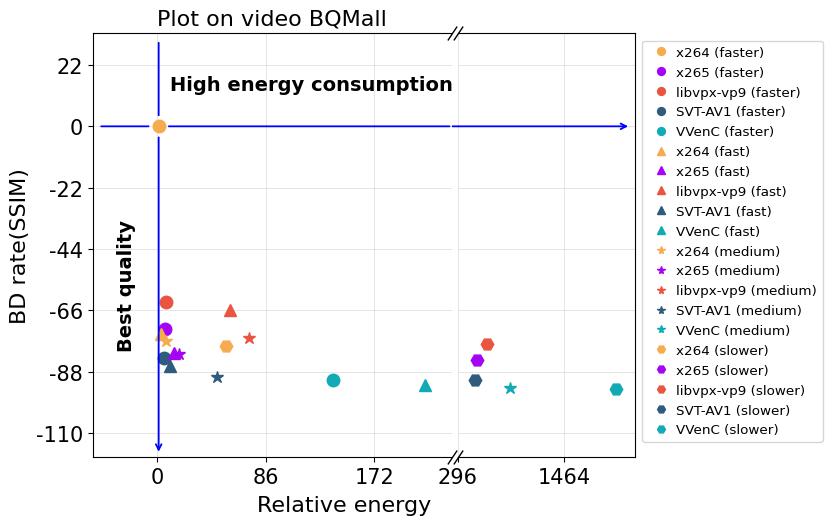 Plot on video BQMall
High energy consumption
Best quality
BD rate(SSIM)
22
0
-22
-44
-66
-88
-110
0
86
172
296
1464
Relative energy
x264 (faster)
x265 (faster)
libvpx-vp9 (faster)
SVT-AV1 (faster)
VVenC (faster)
x264 (fast)
x265 (fast)
libvpx-vp9 (fast)
SVT-AV1 (fast)
VVenC (fast)
x264 (medium)
x265 (medium)
libvpx-vp9 (medium)
SVT-AV1 (medium)
VVenC (medium)
x264 (slower)
x265 (slower)
libvpx-vp9 (slower)
SVT-AV1 (slower)
VVenC (slower)